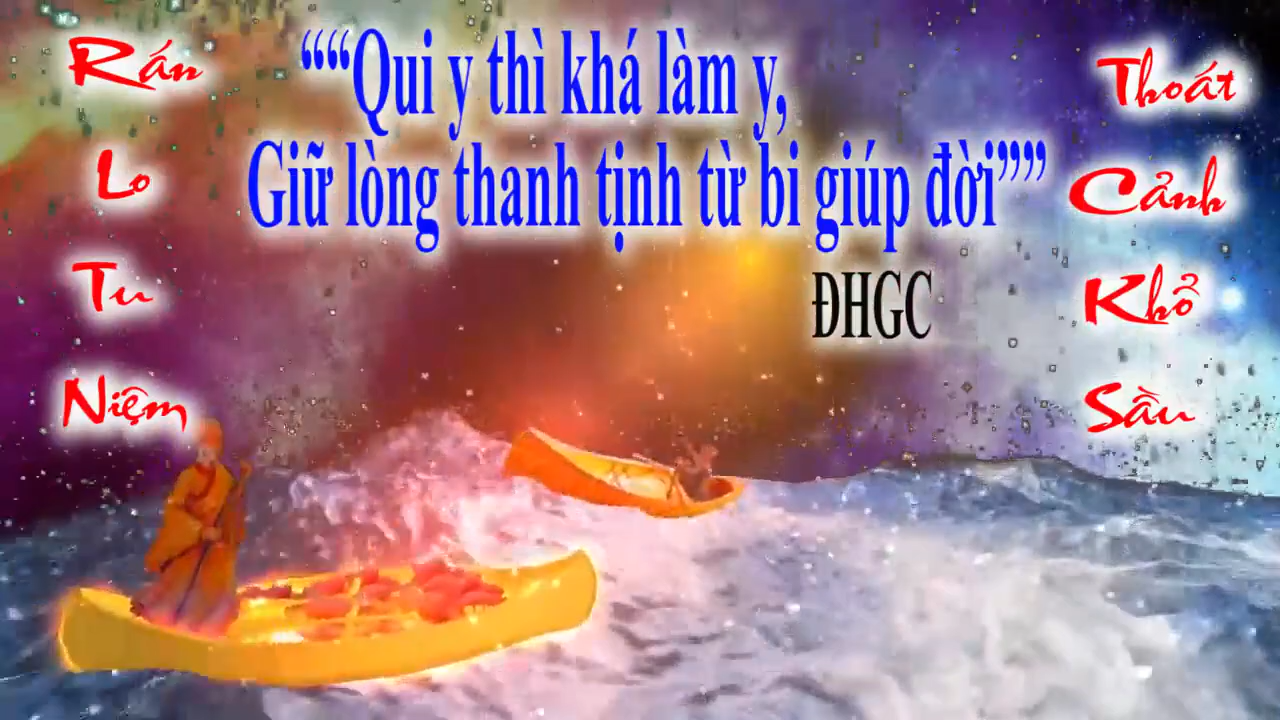 Rán
Lo
Tu
Niệm
““Qui y thì khá làm y,
Giữ lòng thanh tịnh từ bi giúp đời””
ĐHGC
Thoát
Cảnh
Khổ
Sầu